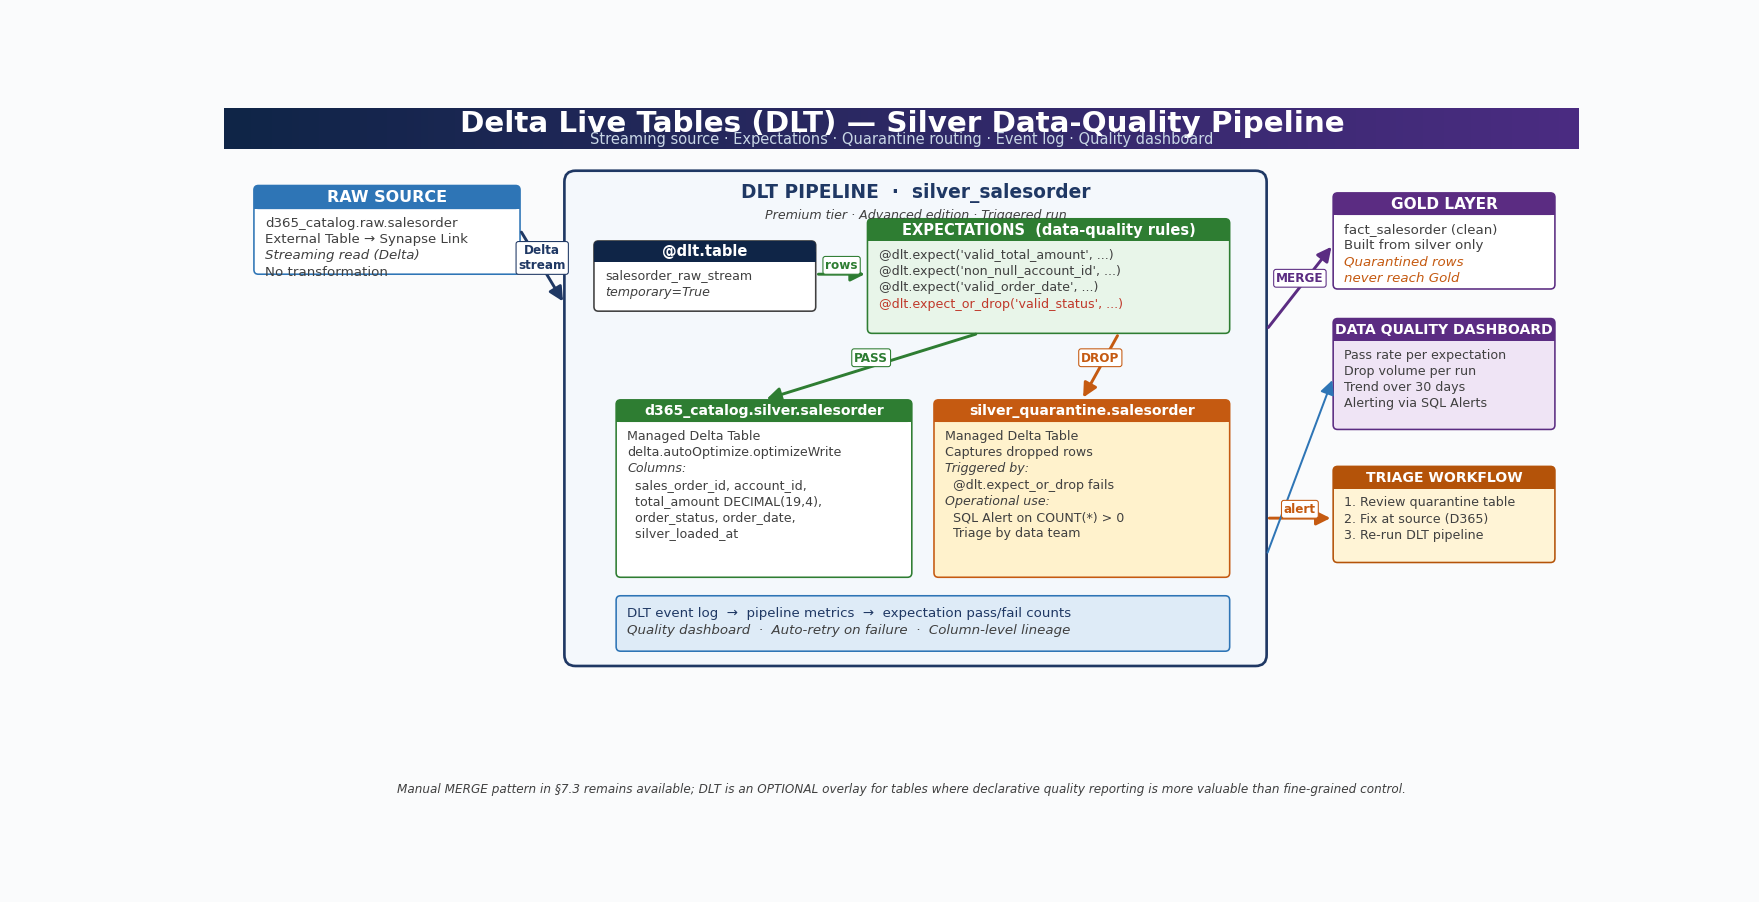 Delta Live Tables (DLT) — Silver Data-Quality Pipeline
Streaming source · Expectations · Quarantine routing · Event log · Quality dashboard
RAW SOURCE
d365_catalog.raw.salesorder
External Table → Synapse Link
Streaming read (Delta)
No transformation
Delta
stream
DLT PIPELINE · silver_salesorder
Premium tier · Advanced edition · Triggered run
@dlt.table
salesorder_raw_stream
temporary=True
rows
EXPECTATIONS (data-quality rules)
@dlt.expect('valid_total_amount', ...)
@dlt.expect('non_null_account_id', ...)
@dlt.expect('valid_order_date', ...)
@dlt.expect_or_drop('valid_status', ...)
PASS
DROP
d365_catalog.silver.salesorder
Managed Delta Table
delta.autoOptimize.optimizeWrite
Columns:
sales_order_id, account_id,
total_amount DECIMAL(19,4),
order_status, order_date,
silver_loaded_at
silver_quarantine.salesorder
Managed Delta Table
Captures dropped rows
Triggered by:
@dlt.expect_or_drop fails
Operational use:
SQL Alert on COUNT(*) > 0
Triage by data team
DLT event log → pipeline metrics → expectation pass/fail counts
Quality dashboard · Auto-retry on failure · Column-level lineage
MERGE
GOLD LAYER
fact_salesorder (clean)
Built from silver only
Quarantined rows
never reach Gold
DATA QUALITY DASHBOARD
Pass rate per expectation
Drop volume per run
Trend over 30 days
Alerting via SQL Alerts
alert
TRIAGE WORKFLOW
1. Review quarantine table
2. Fix at source (D365)
3. Re-run DLT pipeline
Manual MERGE pattern in §7.3 remains available; DLT is an OPTIONAL overlay for tables where declarative quality reporting is more valuable than fine-grained control.